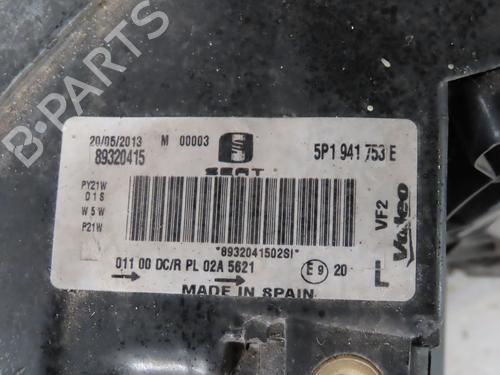 20/05/2013 M 00003
89320415
SEAT
5P1 941 753 E
PY21W
D1S
W5W
P21W
*8932041502SI*
VF2
Valeo
L
011 00 DC/R PL 02A 5621
E9 20
MADE IN SPAIN
B-PARTS